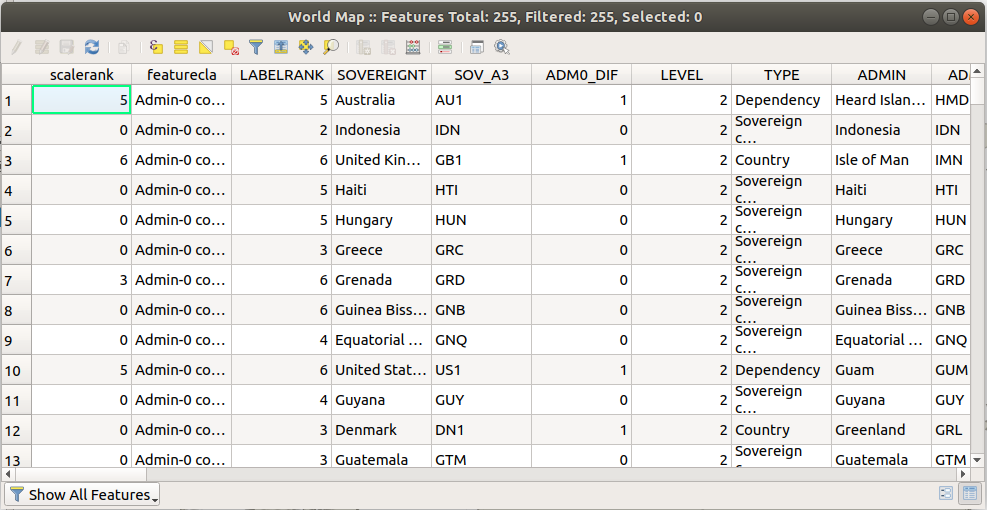 World Map :: Features Total: 255, Filtered: 255, Selected: 0
scalerank featurecla LABELRANK SOVEREIGNT SOV_A3 ADM0_DIF LEVEL TYPE ADMIN
1 5 Admin-0 co... 5 Australia AU1 1 2 Dependency Heard Islan... HMD
2 0 Admin-0 co... 2 Indonesia IDN 0 2 Sovereign c... Indonesia IDN
3 6 Admin-0 co... 6 United Kin... GB1 1 2 Country Isle of Man IMN
4 0 Admin-0 co... 5 Haiti HTI 0 2 Sovereign c... Haiti HTI
5 0 Admin-0 co... 5 Hungary HUN 0 2 Sovereign c... Hungary HUN
6 0 Admin-0 co... 3 Greece GRC 0 2 Sovereign c... Greece GRC
7 3 Admin-0 co... 6 Grenada GRD 0 2 Sovereign c... Grenada GRD
8 0 Admin-0 co... 6 Guinea Biss... GNB 0 2 Sovereign c... Guinea Biss... GNB
9 0 Admin-0 co... 4 Equatorial ... GNQ 0 2 Sovereign c... Equatorial ... GNQ
10 5 Admin-0 co... 6 United Stat... US1 1 2 Dependency Guam GUM
11 0 Admin-0 co... 4 Guyana GUY 0 2 Sovereign c... Guyana GUY
12 0 Admin-0 co... 3 Denmark DN1 1 2 Country Greenland GRL
13 0 Admin-0 co... 3 Guatemala GTM 0 2 Sovereign c... Guatemala GTM
Show All Features